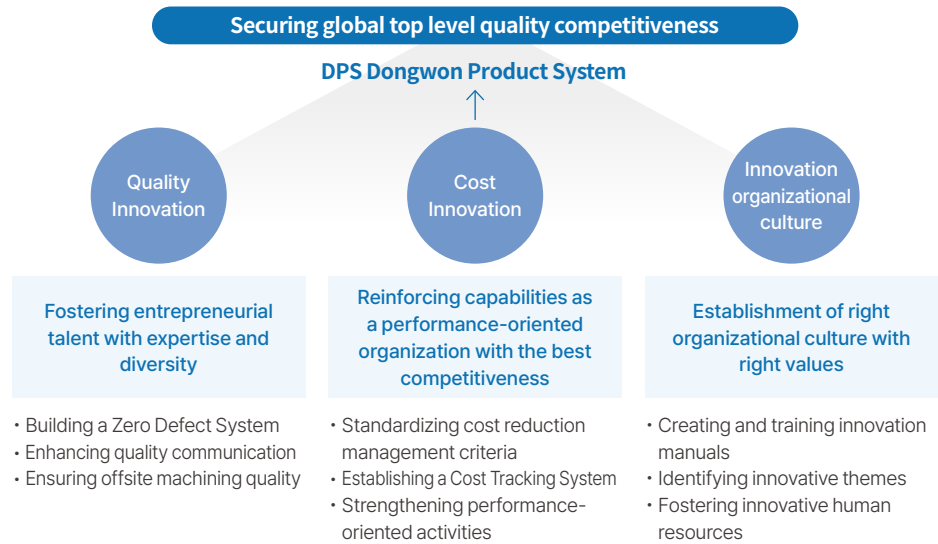 Securing global top level quality competitiveness
DPS Dongwon Product System
Quality
Innovation
Cost
Innovation
Innovation
organizational
culture
Fostering entrepreneurial
talent with expertise and
diversity
Reinforcing capabilities as
a performance-oriented
organization with the best
competitiveness
Establishment of right
organizational culture with
right values
• Building a Zero Defect System
• Enhancing quality communication
• Ensuring offsite machining quality
• Standardizing cost reduction
management criteria
• Establishing a Cost Tracking System
• Strengthening performance-
oriented activities
• Creating and training innovation
manuals
• Identifying innovative themes
• Fostering innovative human
resources